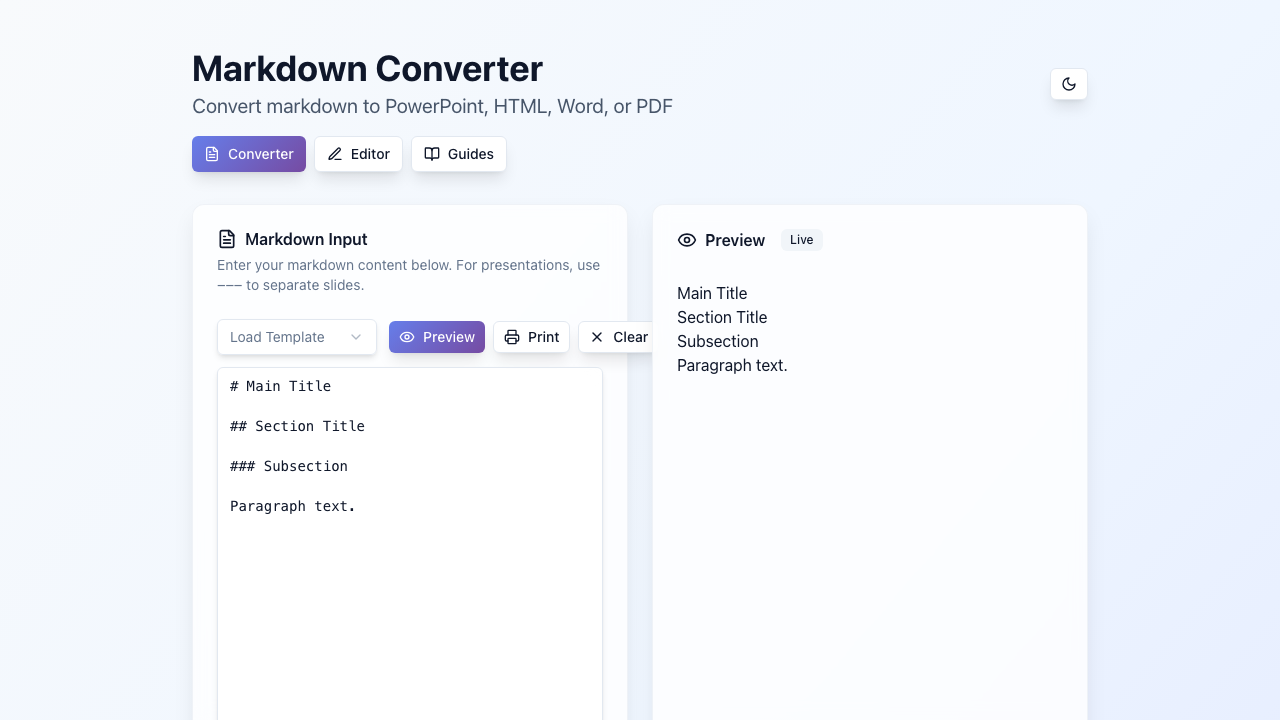 Markdown Converter
Convert markdown to PowerPoint, HTML, Word, or PDF
Converter
Editor
Guides
Markdown Input
Enter your markdown content below. For presentations, use
--- to separate slides.
Load Template
Preview
Print
Clear
# Main Title
## Section Title
### Subsection
Paragraph text.
Preview
Live
Main Title
Section Title
Subsection
Paragraph text.